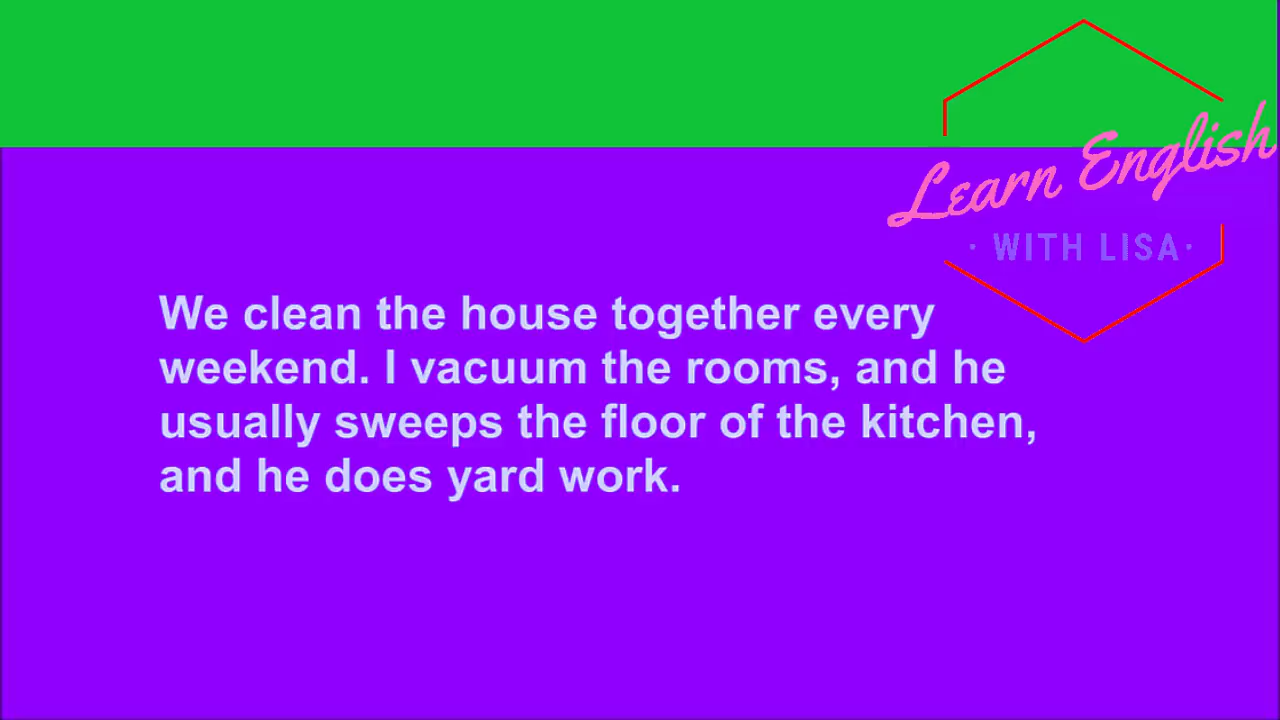 Learn English
· WITH LISA·
We clean the house together every
weekend. I vacuum the rooms, and he
usually sweeps the floor of the kitchen,
and he does yard work.